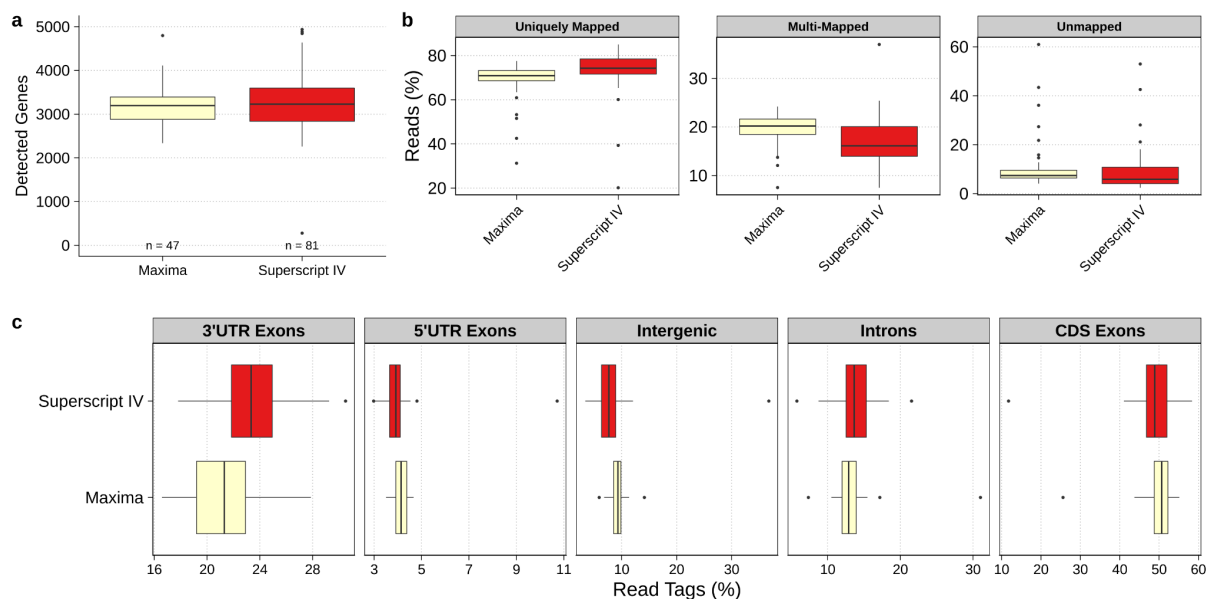 a
Detected Genes
5000
4000
3000
2000
1000
0
n = 47
n = 81
Maxima
Superscript IV
b
Reads (%)
Uniquely Mapped
80
60
40
20
Maxima
Superscript IV
Multi-Mapped
30
20
10
Maxima
Superscript IV
Unmapped
60
40
20
0
Maxima
Superscript IV
c
3'UTR Exons
5'UTR Exons
Intergenic
Introns
CDS Exons
Superscript IV
Maxima
16 20 24 28
3 5 7 9 11
10 20 30
10 20 30
10 20 30 40 50 60
Read Tags (%)